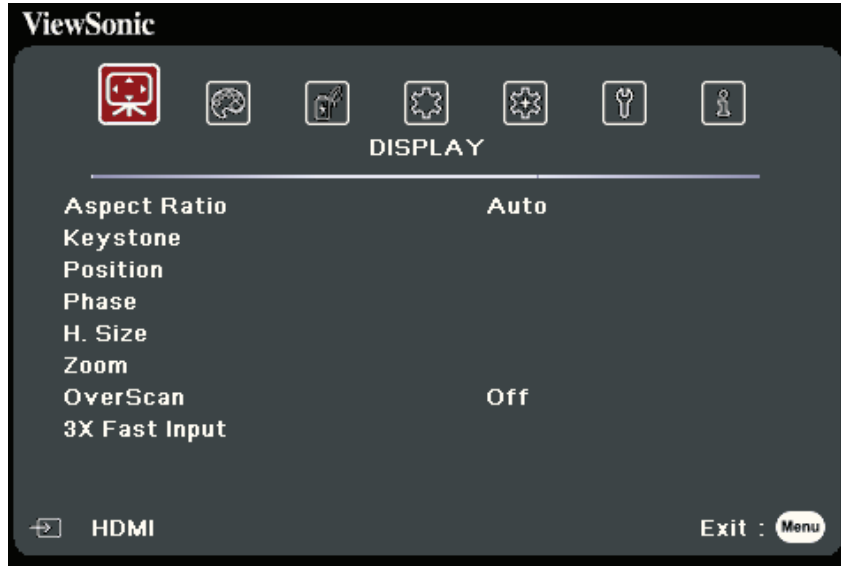 ViewSonic
DISPLAY
Aspect Ratio Auto
Keystone
Position
Phase
H. Size
Zoom
OverScan Off
3X Fast Input
HDMI Exit : Menu